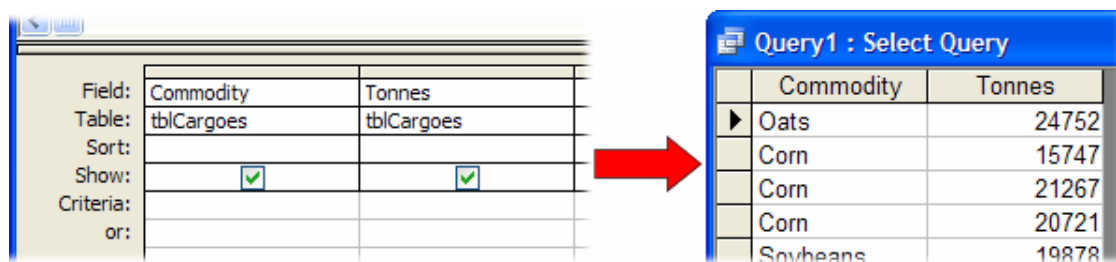 Field: Commodity Tonnes
Table: tblCargoes tblCargoes
Sort:
Show:
Criteria:
or:
Query1 : Select Query
Commodity Tonnes
Oats 24752
Corn 15747
Corn 21267
Corn 20721
Soybeans 19878